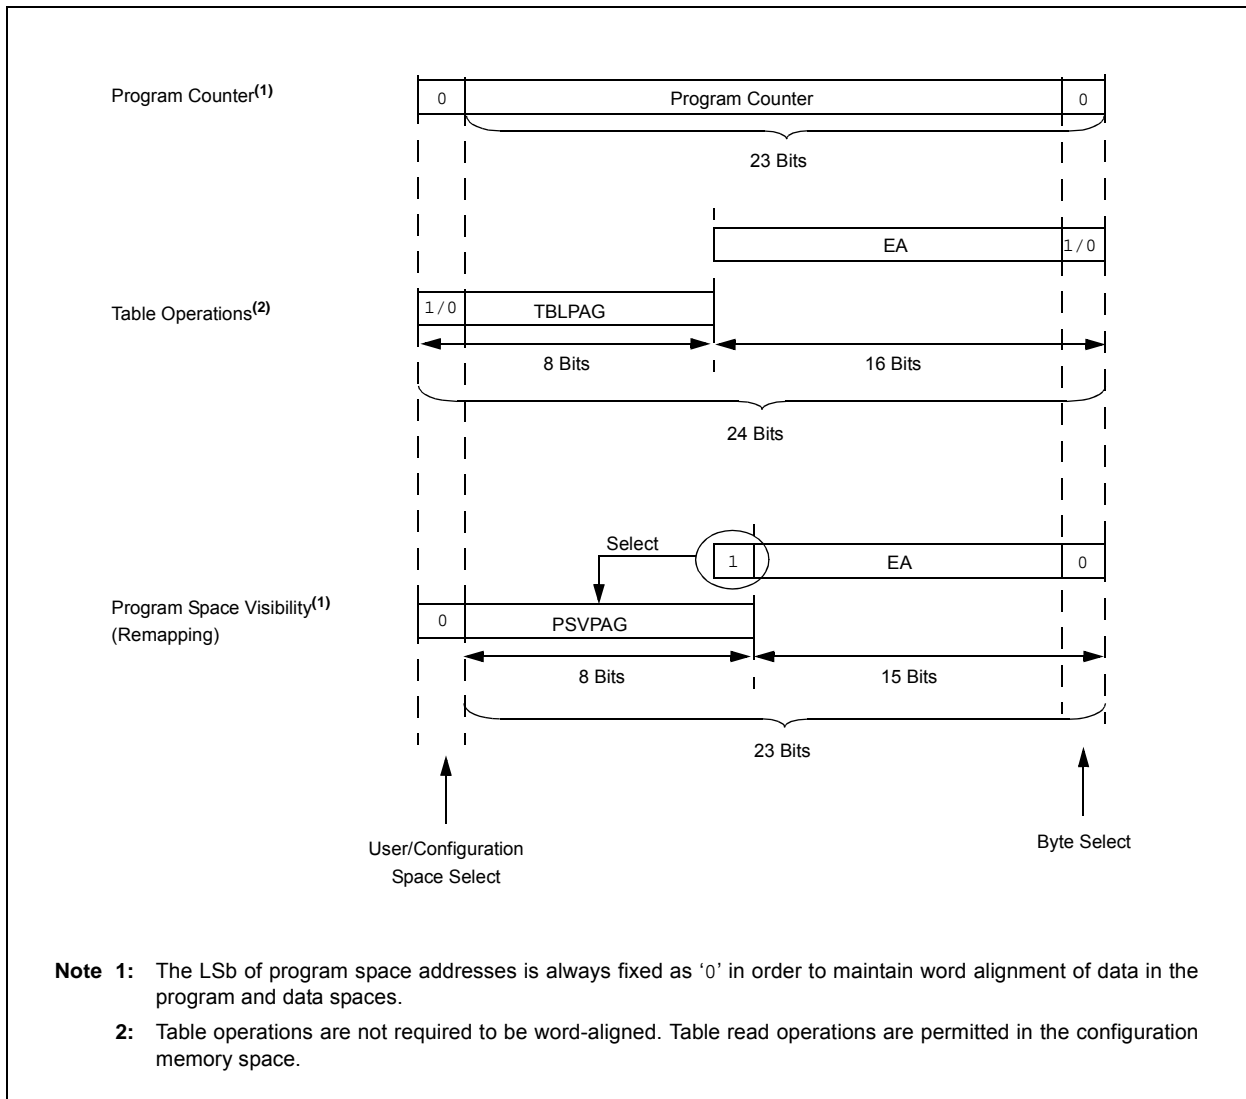 Program Counter(1)
0 Program Counter 0
23 Bits
EA 1/0
Table Operations(2)
1/0 TBLPAG
8 Bits 16 Bits
24 Bits
Select
1 EA 0
Program Space Visibility(1)
(Remapping)
0 PSVPAG
8 Bits 15 Bits
23 Bits
User/Configuration
Space Select
Byte Select
Note 1: The LSb of program space addresses is always fixed as ‘0’ in order to maintain word alignment of data in the
program and data spaces.
2: Table operations are not required to be word-aligned. Table read operations are permitted in the configuration
memory space.